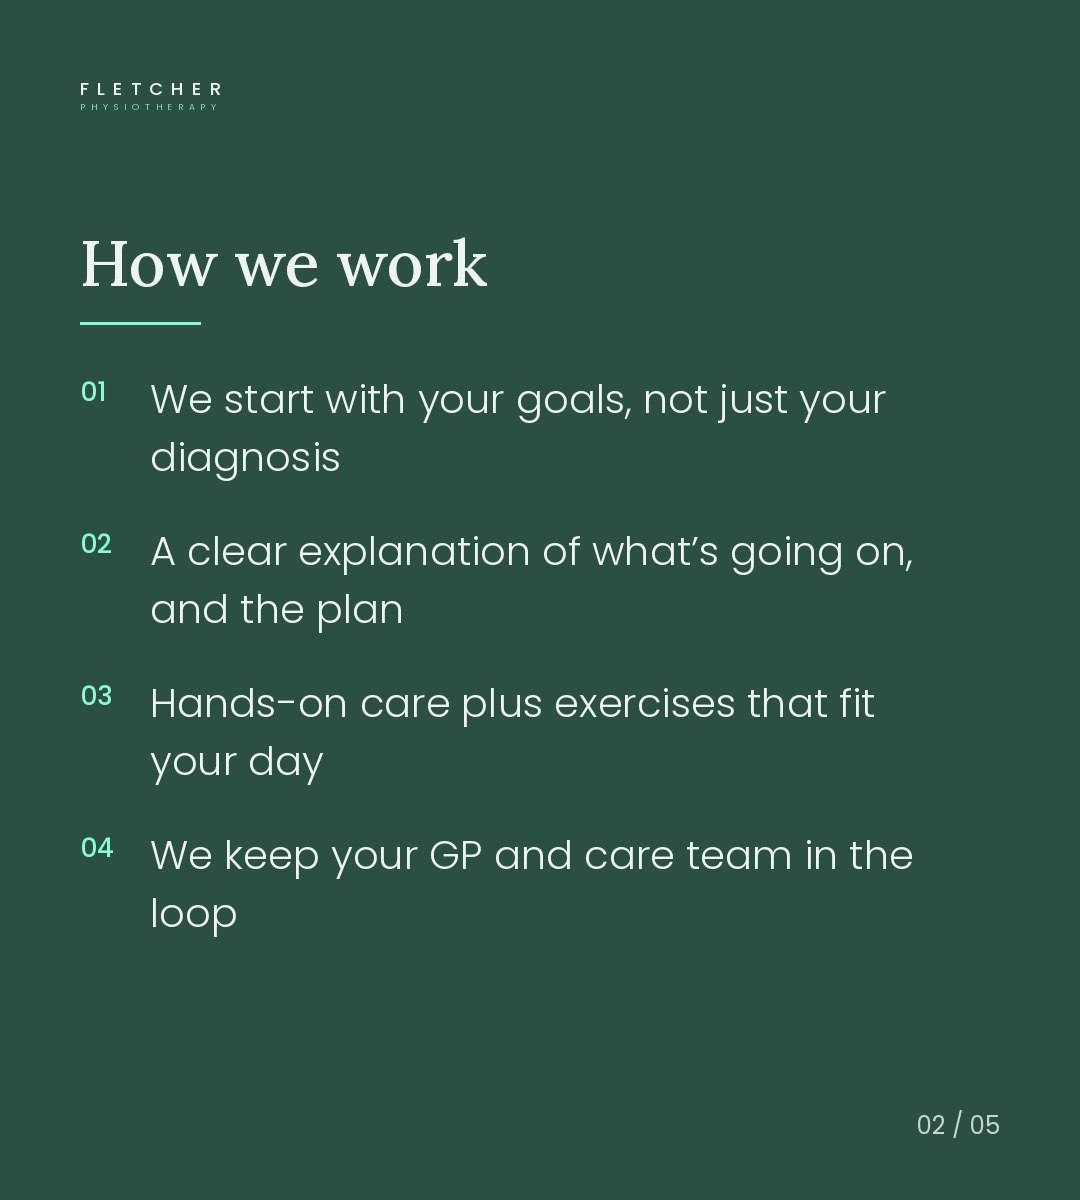 FLETCHER
PHYSIOTHERAPY
How we work
01 We start with your goals, not just your
diagnosis
02 A clear explanation of what’s going on,
and the plan
03 Hands-on care plus exercises that fit
your day
04 We keep your GP and care team in the
loop
02 / 05